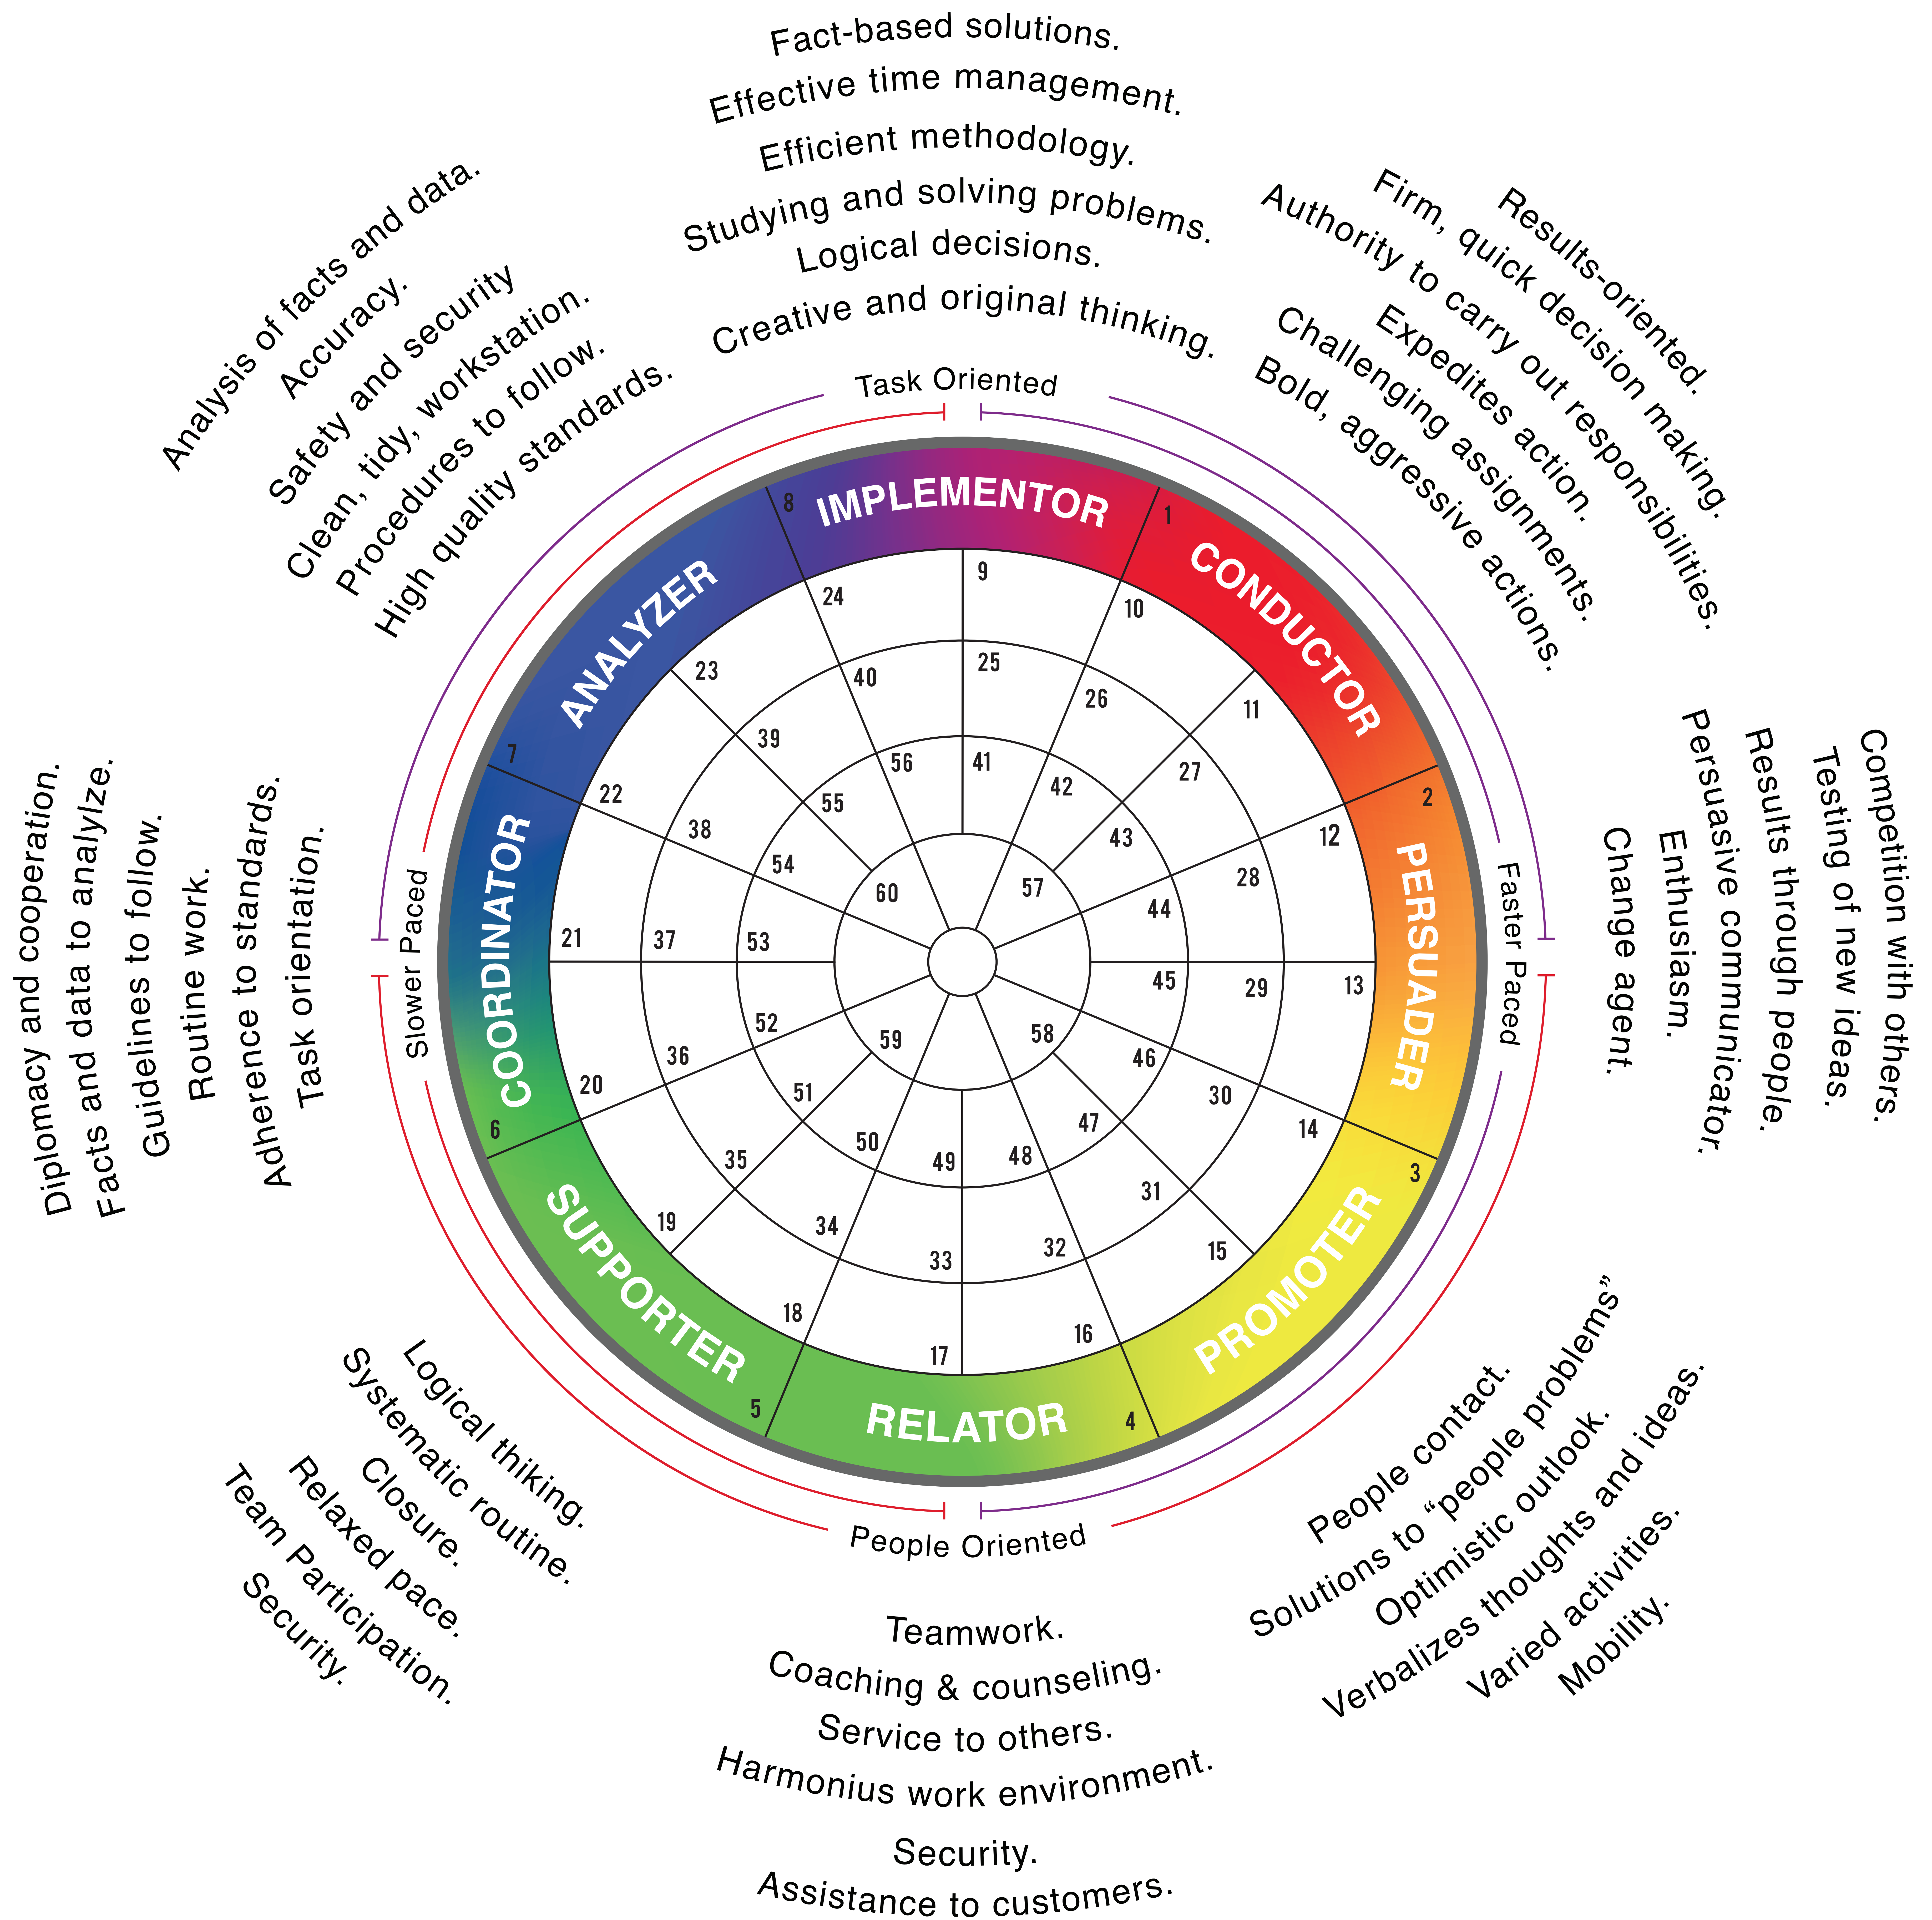 Fact-based solutions.
Effective time management.
Efficient methodology.
Studying and solving problems.
Logical decisions.
Creative and original thinking.
Results-oriented.
Firm, quick decision making.
Authority to carry out responsibilities.
Expedites action.
Challenging assignments.
Bold, aggressive actions.
Competition with others.
Testing of new ideas.
Results through people.
Persuasive communicator.
Enthusiasm.
Change agent.
People contact.
Solutions to “people problems”
Optimistic outlook.
Verbalizes thoughts and ideas.
Varied activities.
Mobility.
Teamwork.
Coaching & counseling.
Service to others.
Harmonius work environment.
Security.
Assistance to customers.
Logical thiking.
Systematic routine.
Closure.
Relaxed pace.
Team Participation.
Security.
Diplomacy and cooperation.
Facts and data to analylze.
Guidelines to follow.
Routine work.
Adherence to standards.
Task orientation.
Analysis of facts and data.
Accuracy.
Safety and security
Clean, tidy, workstation.
Procedures to follow.
High quality standards.
Task Oriented
Faster Paced
People Oriented
Slower Paced
8 IMPLEMENTOR
1 CONDUCTOR
2 PERSUADER
3 PROMOTER
4 RELATOR
5 SUPPORTER
6 COORDINATOR
7 ANALYZER
9
10
11
12
13
14
15
16
17
18
19
20
21
22
23
24
25
26
27
28
29
30
31
32
33
34
35
36
37
38
39
40
41
42
43
44
45
46
47
48
49
50
51
52
53
54
55
56
57
58
59
60